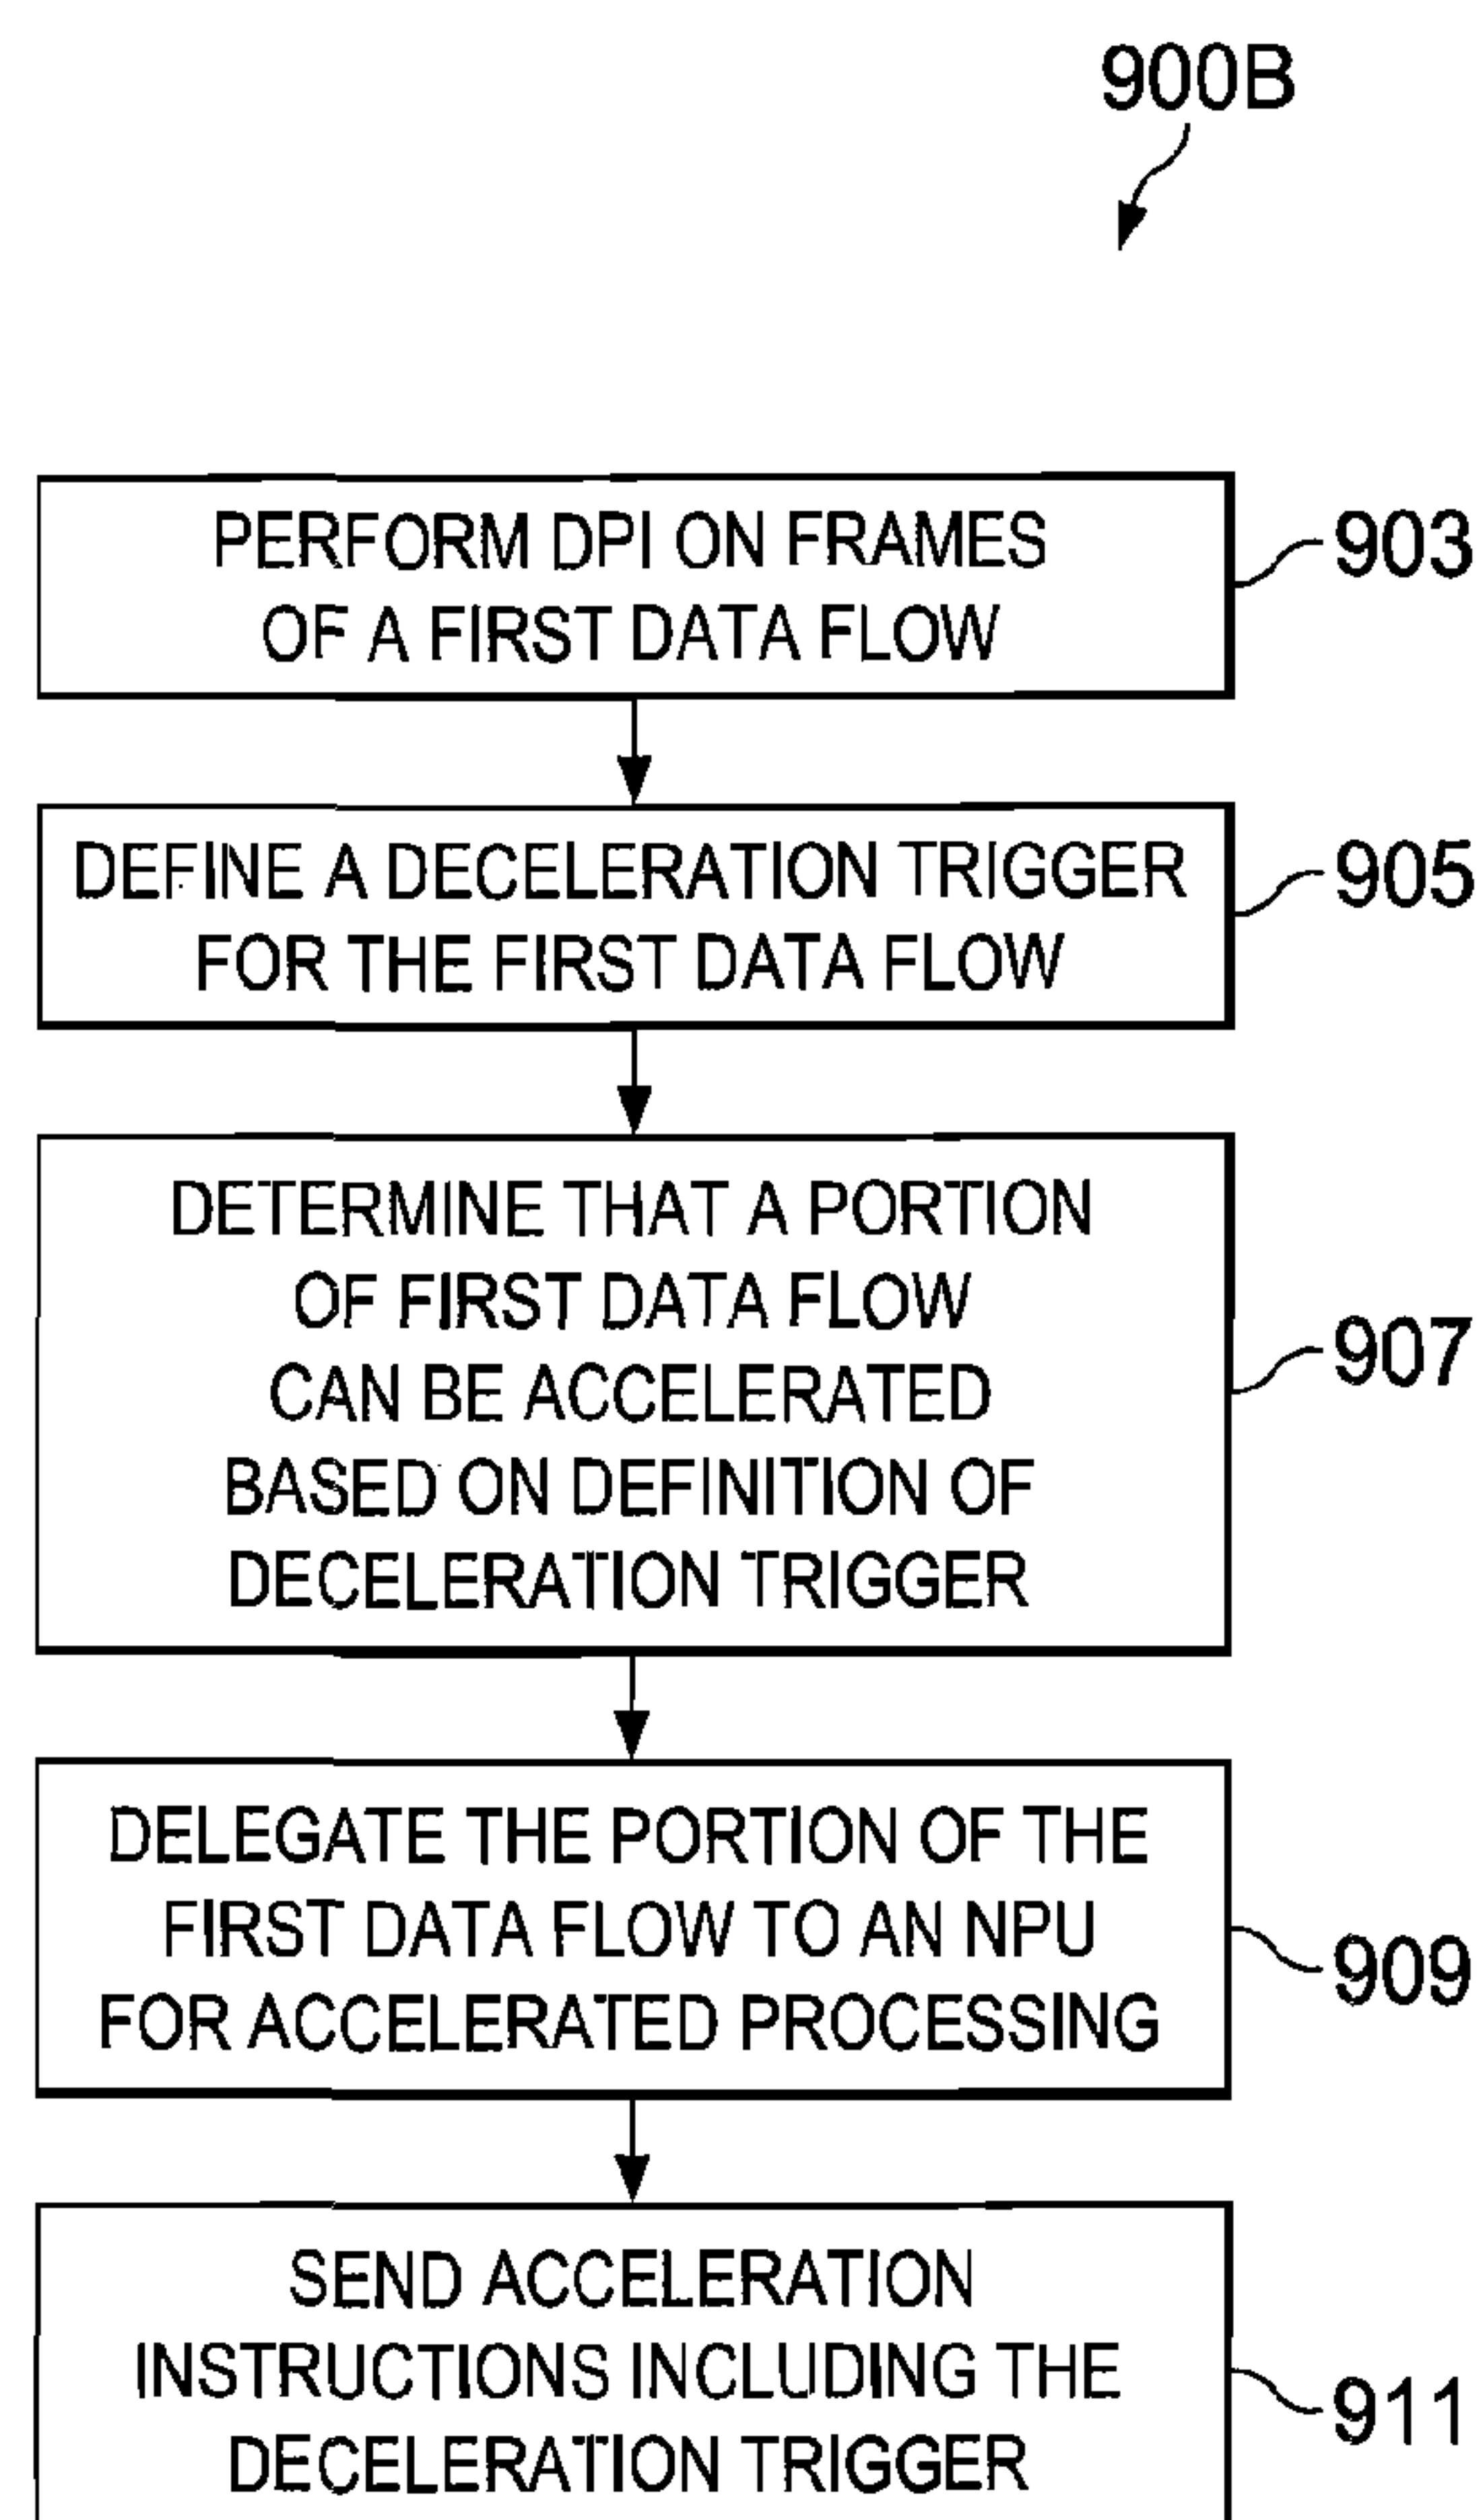 900B
PERFORM DPI ON FRAMES
OF A FIRST DATA FLOW
903
DEFINE A DECELERATION TRIGGER
FOR THE FIRST DATA FLOW
905
DETERMINE THAT A PORTION
OF FIRST DATA FLOW
CAN BE ACCELERATED
BASED ON DEFINITION OF
DECELERATION TRIGGER
907
DELEGATE THE PORTION OF THE
FIRST DATA FLOW TO AN NPU
FOR ACCELERATED PROCESSING
909
SEND ACCELERATION
INSTRUCTIONS INCLUDING THE
DECELERATION TRIGGER
911